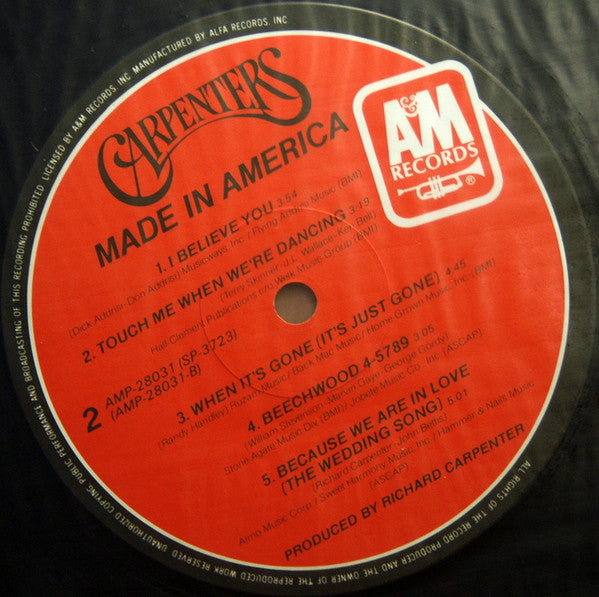 CARPENTERS
MADE IN AMERICA
A&M
RECORDS
®
1. I BELIEVE YOU 3:54
(Dick Addrisi-Don Addrisi) Musicways, Inc./Flying Addrisi Music (BMI)
2. TOUCH ME WHEN WE'RE DANCING 3:19
(Terry Skinner-J.L. Wallace-Ken Bell)
Hall-Clement Publications c/o Welk Music Group (BMI)
2
AMP-28031 (SP-3723)
(AMP-28031-B)
3. WHEN IT'S GONE (IT'S JUST GONE) 4:45
(Randy Handley) Ruzam Music/Back Mac Music/Home Grown Music, Inc. (BMI)
4. BEECHWOOD 4-5789 3:05
(William Stevenson-Marvin Gaye-George Gordy)
Stone Agate Music Div (BMI)/Jobete Music Co., Inc. (ASCAP)
5. BECAUSE WE ARE IN LOVE
(THE WEDDING SONG) 5:01
(Richard Carpenter-John Bettis)
Almo Music Corp./Sweet Harmony Music, Inc./Hammer & Nails Music
(ASCAP)
PRODUCED BY RICHARD CARPENTER
ALL RIGHTS OF THE RECORD PRODUCER AND THE OWNER OF THE REPRODUCED WORK RESERVED UNAUTHORIZED COPYING PUBLIC PERFORMANCE AND BROADCASTING OF THIS RECORDING PROHIBITED LICENSED BY A&M RECORDS, INC. MANUFACTURED BY ALFA RECORDS, INC